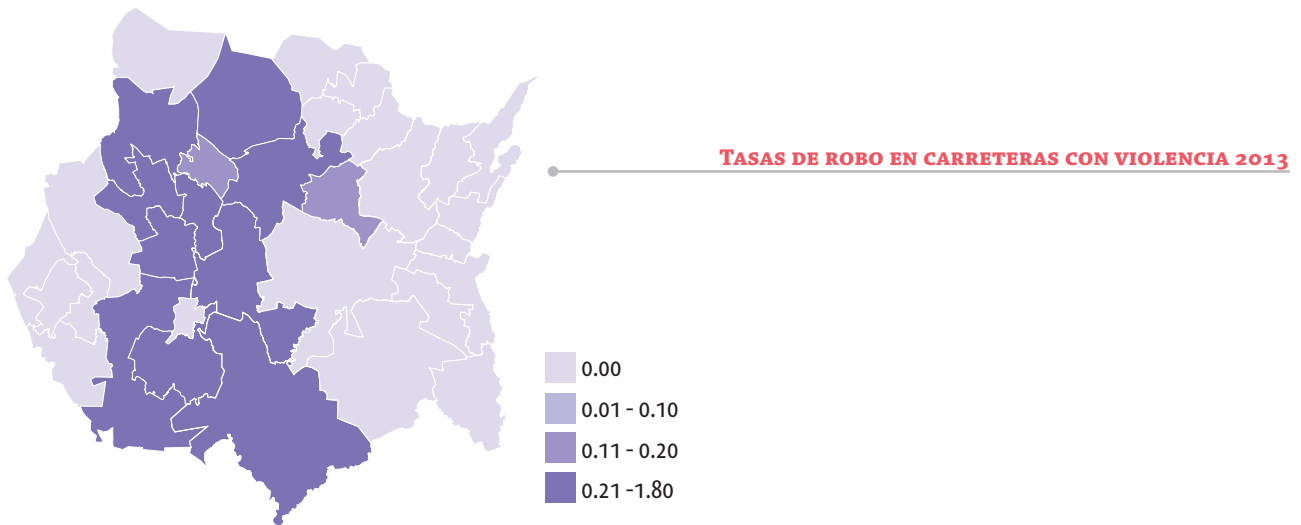 TASAS DE ROBO EN CARRETERAS CON VIOLENCIA 2013
0.00
0.01 - 0.10
0.11 - 0.20
0.21 -1.80